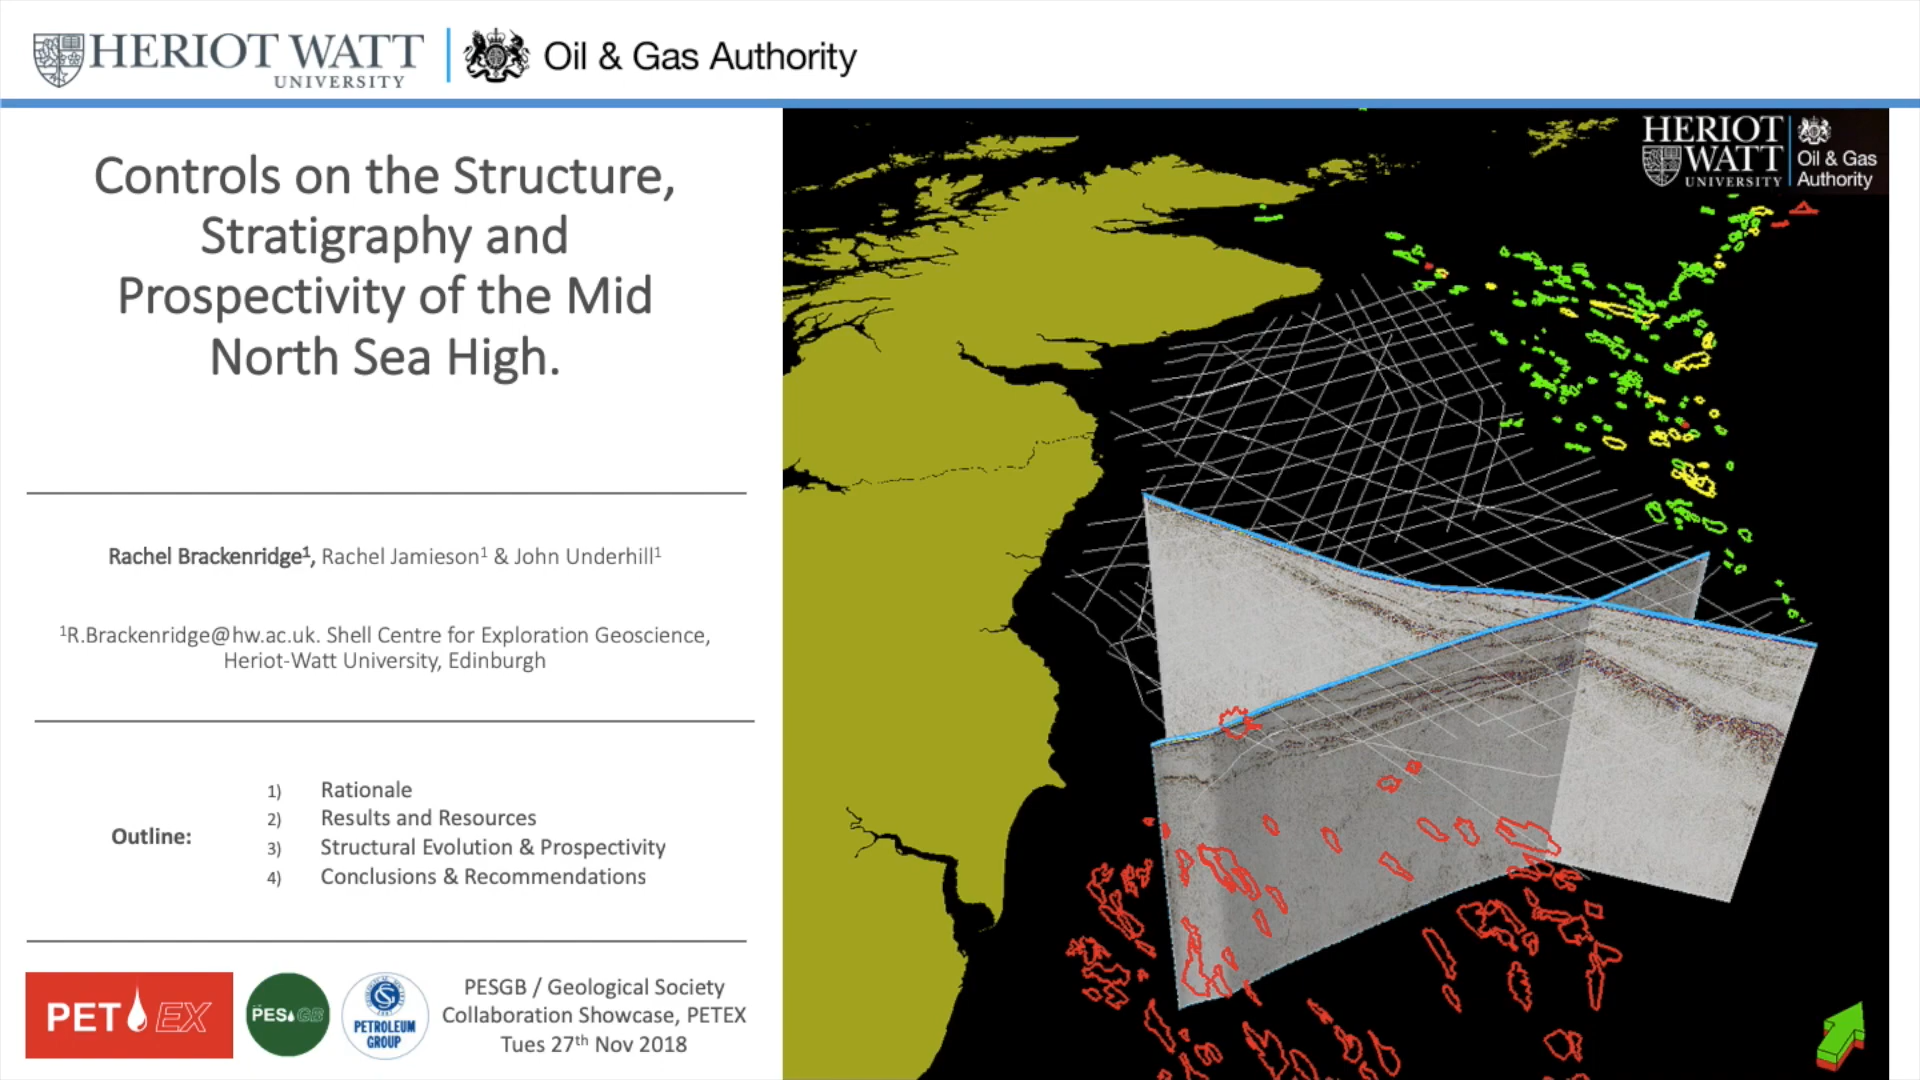 HERIOT WATT
UNIVERSITY
Oil & Gas Authority
Controls on the Structure,
Stratigraphy and
Prospectivity of the Mid
North Sea High.
Rachel Brackenridge¹, Rachel Jamieson¹ & John Underhill¹
¹R.Brackenridge@hw.ac.uk. Shell Centre for Exploration Geoscience,
Heriot-Watt University, Edinburgh
Outline:
1) Rationale
2) Results and Resources
3) Structural Evolution & Prospectivity
4) Conclusions & Recommendations
PETEX
PESGB
PETROLEUM
GROUP
PESGB / Geological Society
Collaboration Showcase, PETEX
Tues 27th Nov 2018
HERIOT
WATT
UNIVERSITY
Oil & Gas
Authority